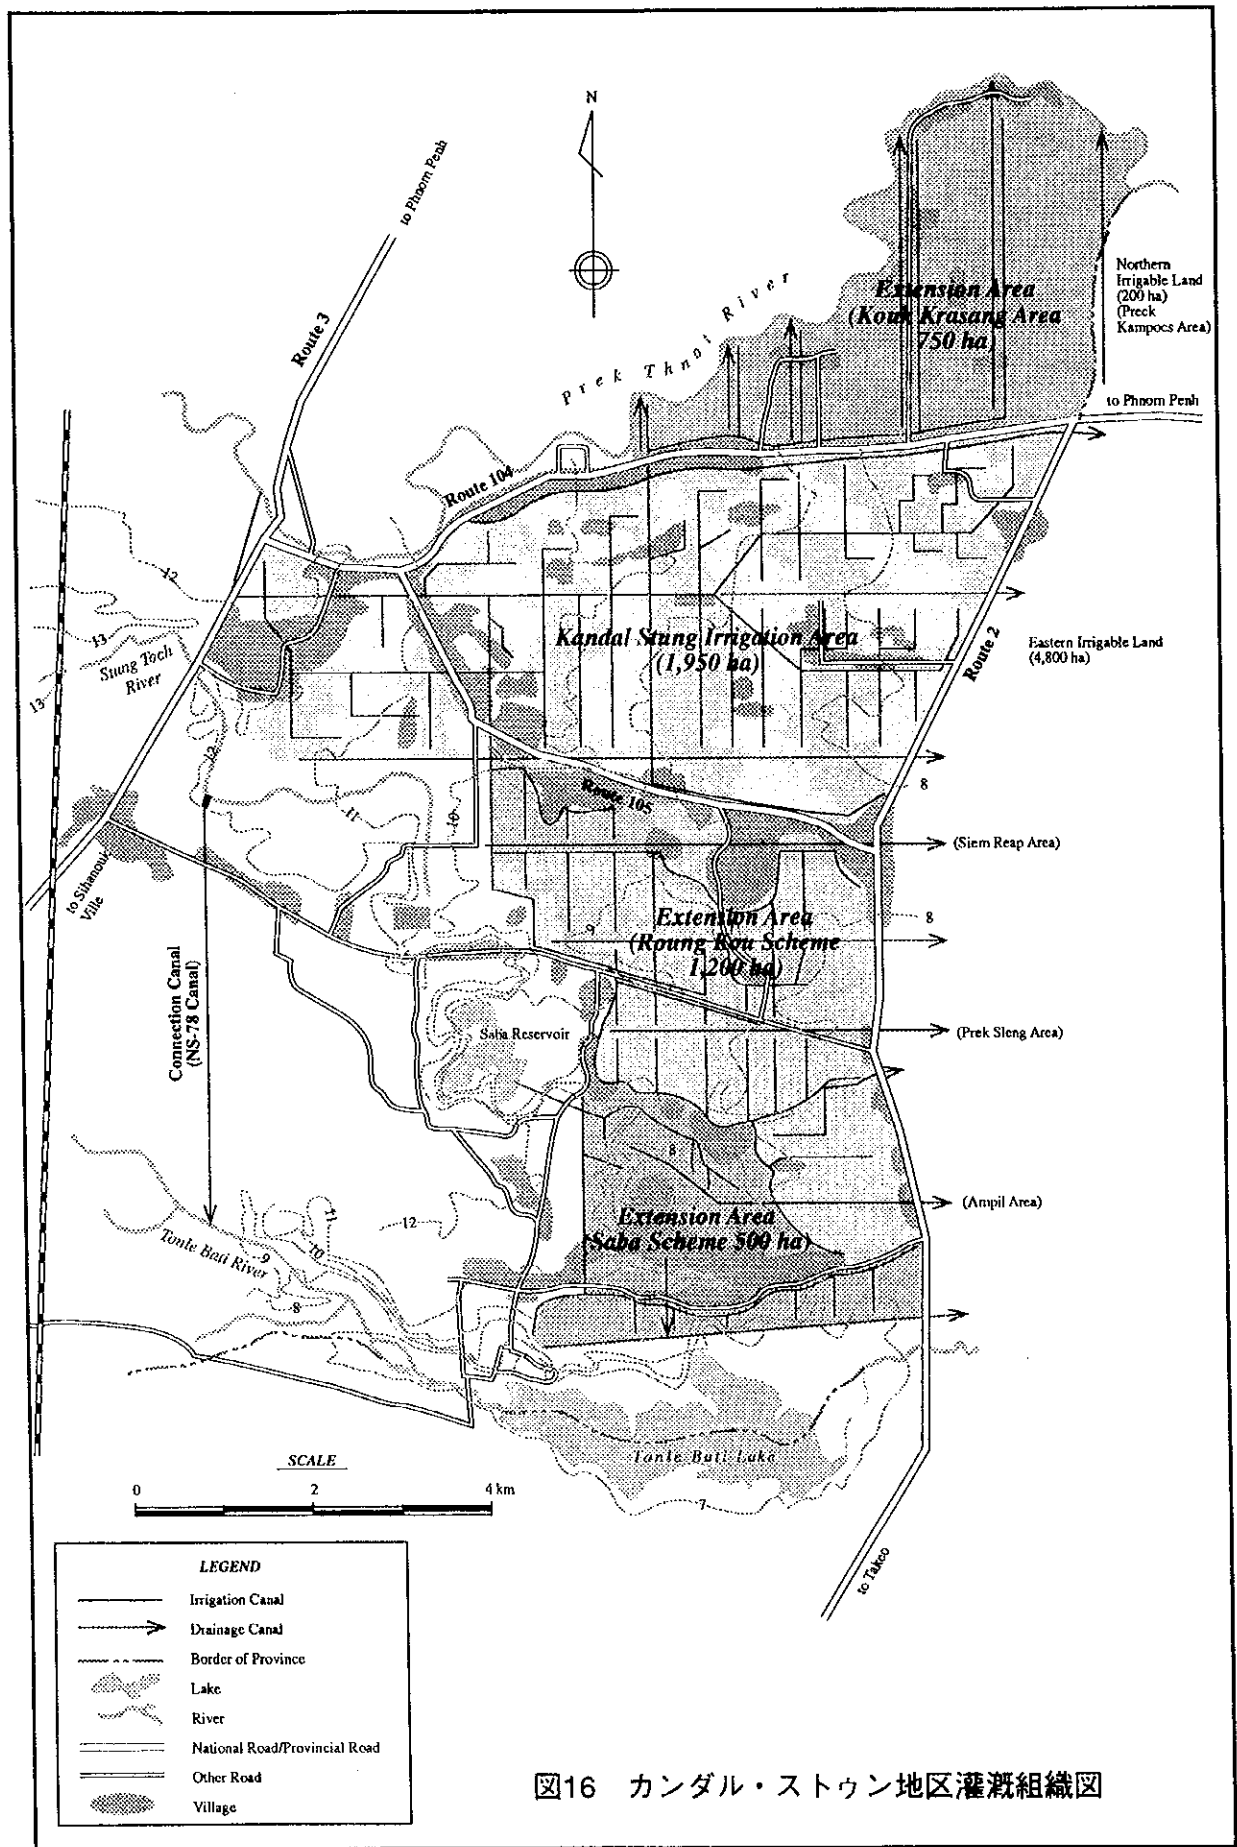 N
to Phnom Penh
Route 3
Prek Thnot River
Extension Area
(Kouk Krasang Area
750 ha)
Northern
Irrigable Land
(200 ha)
(Preck
Kampocs Area)
to Phnom Penh
Route 104
12
13
Stung Toch
River
13
Kandal Stung Irrigation Area
(1,950 ha)
Eastern Irrigable Land
(4,800 ha)
Route 2
12
11
10
Route 105
8
(Siem Reap Area)
to Sihanouk
Ville
Extension Area
(Roung Rou Scheme
1,200 ha)
9
8
Connection Canal
(NS-78 Canal)
Saba Reservoir
(Prek Sleng Area)
8
(Ampil Area)
Extension Area
(Saba Scheme 500 ha)
11
12
10
Tonle Bati River
9
8
Tonle Bati Lake
7
to Takeo
SCALE
0 2 4 km
LEGEND
Irrigation Canal
Drainage Canal
Border of Province
Lake
River
National Road/Provincial Road
Other Road
Village
図16 カンダル・ストゥン地区灌漑組織図